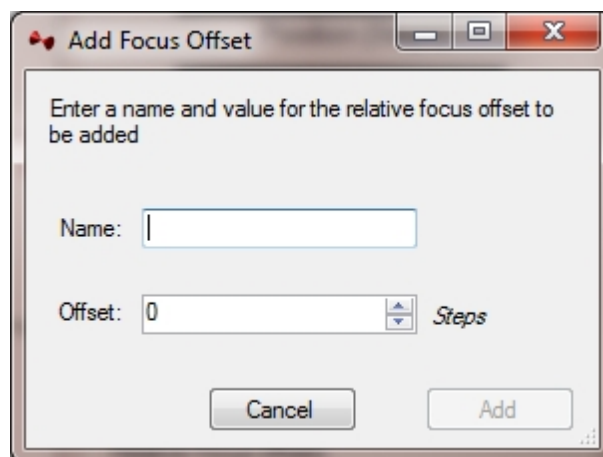 Add Focus Offset
Enter a name and value for the relative focus offset to
be added
Name:
Offset: 0 Steps
Cancel Add